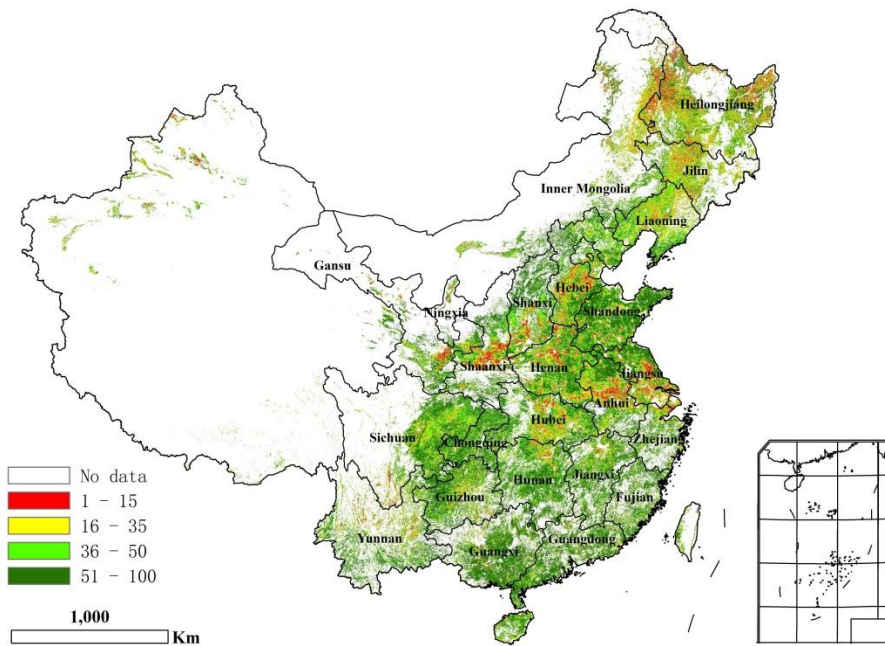 Heilongjiang
Jilin
Inner Mongolia
Liaoning
Gansu
Hebei
Ningxia
Shanxi
Shandong
Shaanxi
Henan
Jiangsu
Anhui
Hubei
Sichuan
Chongqing
Zhejiang
Hunan
Jiangxi
Guizhou
Fujian
Yunnan
Guangxi
Guangdong
No data
1 - 15
16 - 35
36 - 50
51 - 100
1,000
Km